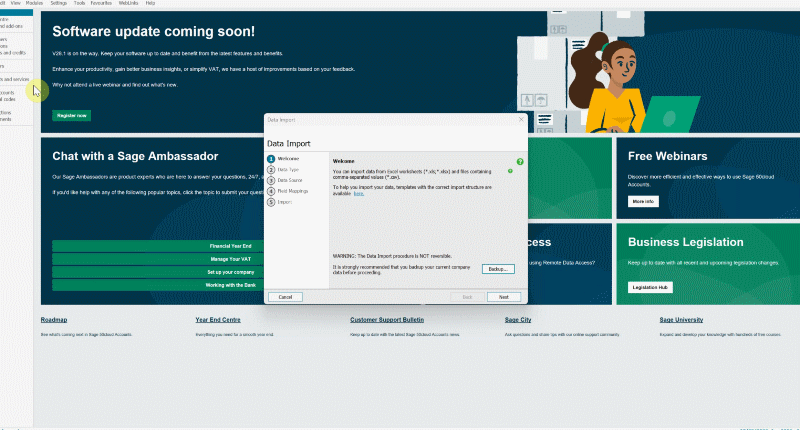 View Modules Settings Tools Favourites WebLinks Help
and add-ons
and credits
and services
Software update coming soon!
V29.1 is on the way. Keep your software up to date and benefit from the latest features and benefits.
Enhance your productivity, gain better business insights, or simplify VAT, we have a host of improvements based on your feedback.
Why not attend a live webinar and find out what's new.
Register now
Chat with a Sage Ambassador
Our Sage Ambassadors are product experts who are here to answer your questions, 24/7,
If you'd like help with any of the following popular topics, click the topic to submit your
Financial Year End
Manage Your VAT
Set up your company
Working with the Bank
Data Import
Data Import
1 Welcome
2 Data Type
3 Data Source
4 Field Mappings
5 Import
Welcome
You can import data from Excel worksheets (*.xls;*.xlsx) and files containing
comma-separated values (*.csv).
To help you import your data, templates with the correct import structure are
available here.
WARNING: The Data Import procedure is NOT reversible.
It is strongly recommended that you backup your current company
data before proceeding.
Backup...
Cancel
Back
Next
Free Webinars
Discover more efficient and effective ways to use Sage 50cloud
Accounts.
More info
using Remote Data Access?
Business Legislation
Keep up to date with all recent and upcoming legislation changes.
Legislation Hub
Roadmap
See what's coming next in Sage 50cloud Accounts.
Year End Centre
Everything you need for a smooth year end.
Customer Support Bulletin
Keep up to date with the latest Sage 50cloud Accounts news
Sage City
Ask questions and share tips with our online support community
Sage University
Expand and develop your knowledge with hundreds of free courses